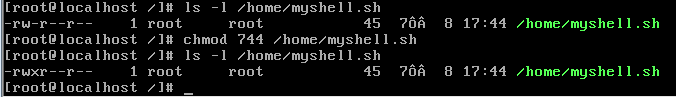 [root@localhost /]# ls -l /home/myshell.sh
-rw-r--r-- 1 root root 45 7ÔÂ 8 17:44 /home/myshell.sh
[root@localhost /]# chmod 744 /home/myshell.sh
[root@localhost /]# ls -l /home/myshell.sh
-rwxr--r-- 1 root root 45 7ÔÂ 8 17:44 /home/myshell.sh
[root@localhost /]# _